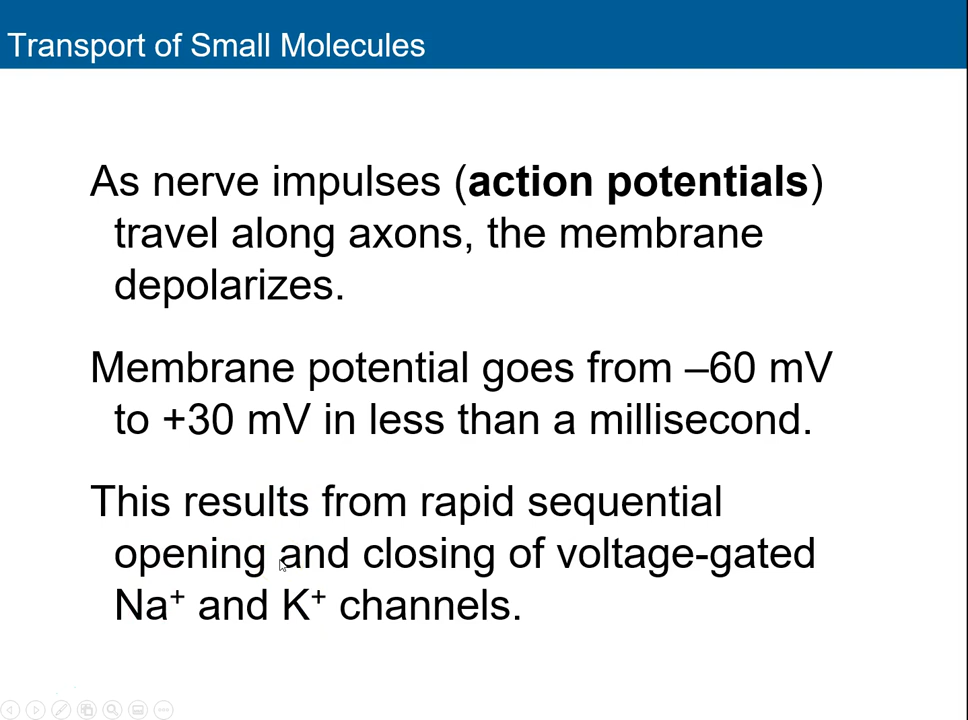 Transport of Small Molecules
As nerve impulses (action potentials)
travel along axons, the membrane
depolarizes.
Membrane potential goes from –60 mV
to +30 mV in less than a millisecond.
This results from rapid sequential
opening and closing of voltage-gated
Na⁺ and K⁺ channels.